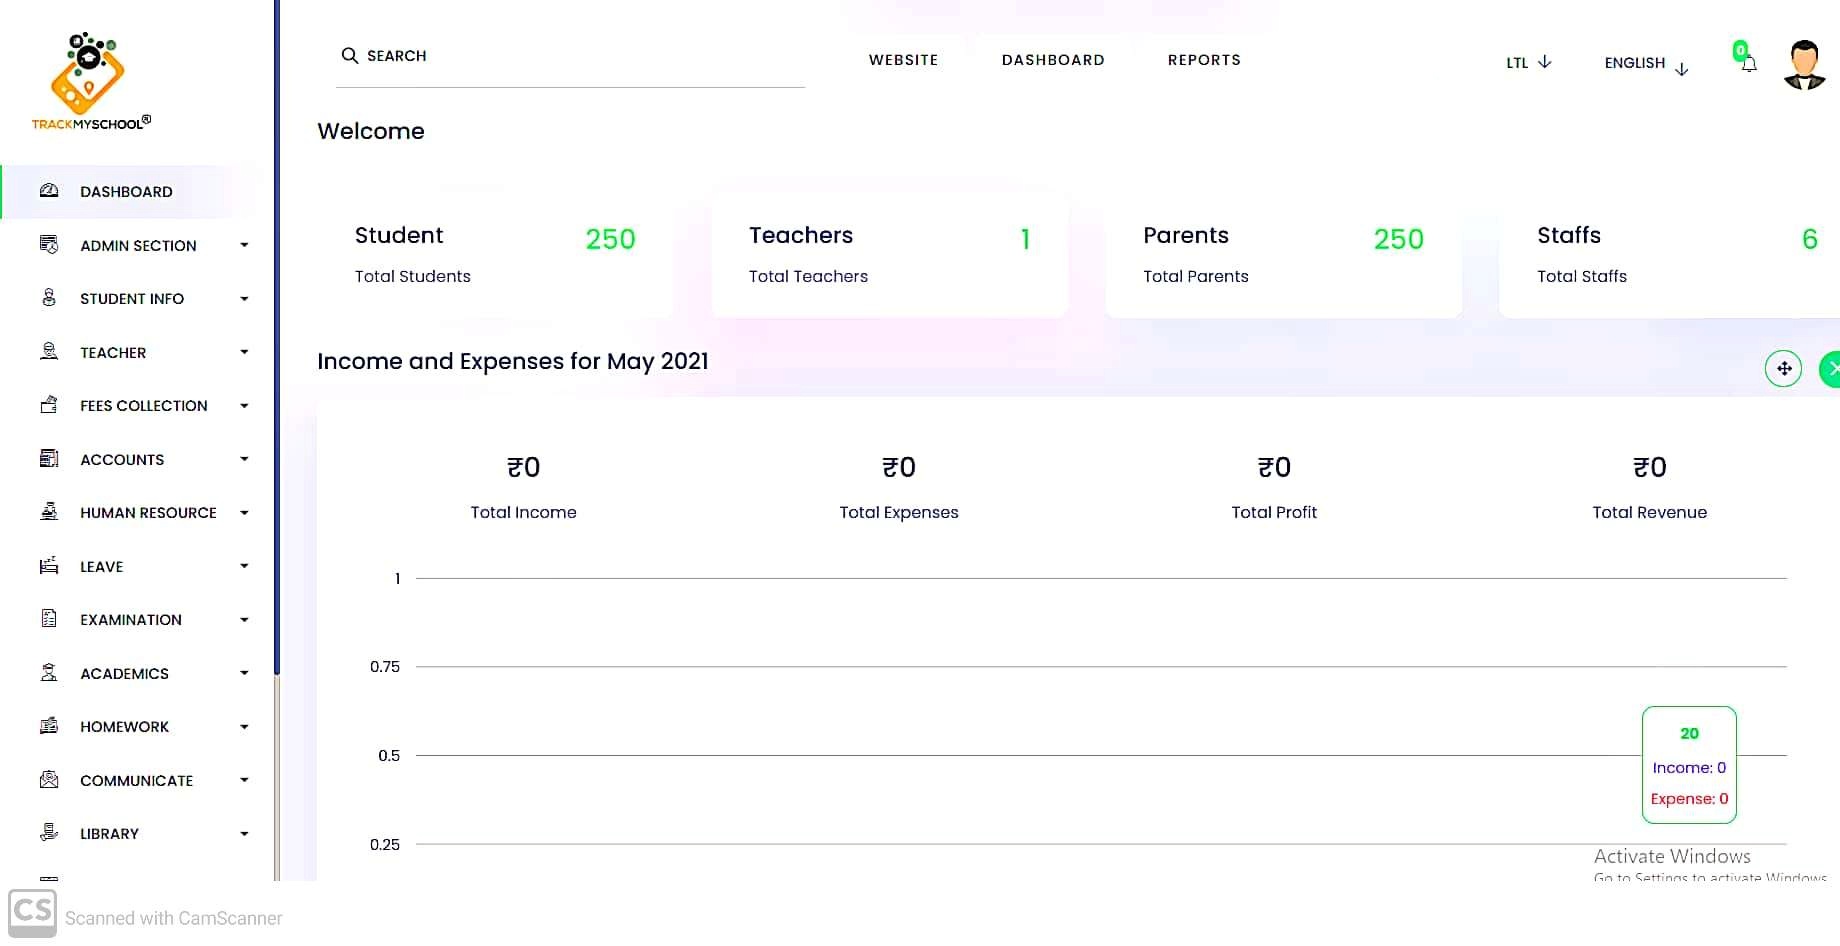 TRACKMYSCHOOL®
SEARCH
WEBSITE
DASHBOARD
REPORTS
LTL
ENGLISH
0
Welcome
DASHBOARD
ADMIN SECTION
STUDENT INFO
TEACHER
FEES COLLECTION
ACCOUNTS
HUMAN RESOURCE
LEAVE
EXAMINATION
ACADEMICS
HOMEWORK
COMMUNICATE
LIBRARY
Student 250
Total Students
Teachers 1
Total Teachers
Parents 250
Total Parents
Staffs 6
Total Staffs
Income and Expenses for May 2021
₹0
Total Income
₹0
Total Expenses
₹0
Total Profit
₹0
Total Revenue
1
0.75
0.5
0.25
20
Income: 0
Expense: 0
Activate Windows
Go to Settings to activate Windows.
CS Scanned with CamScanner